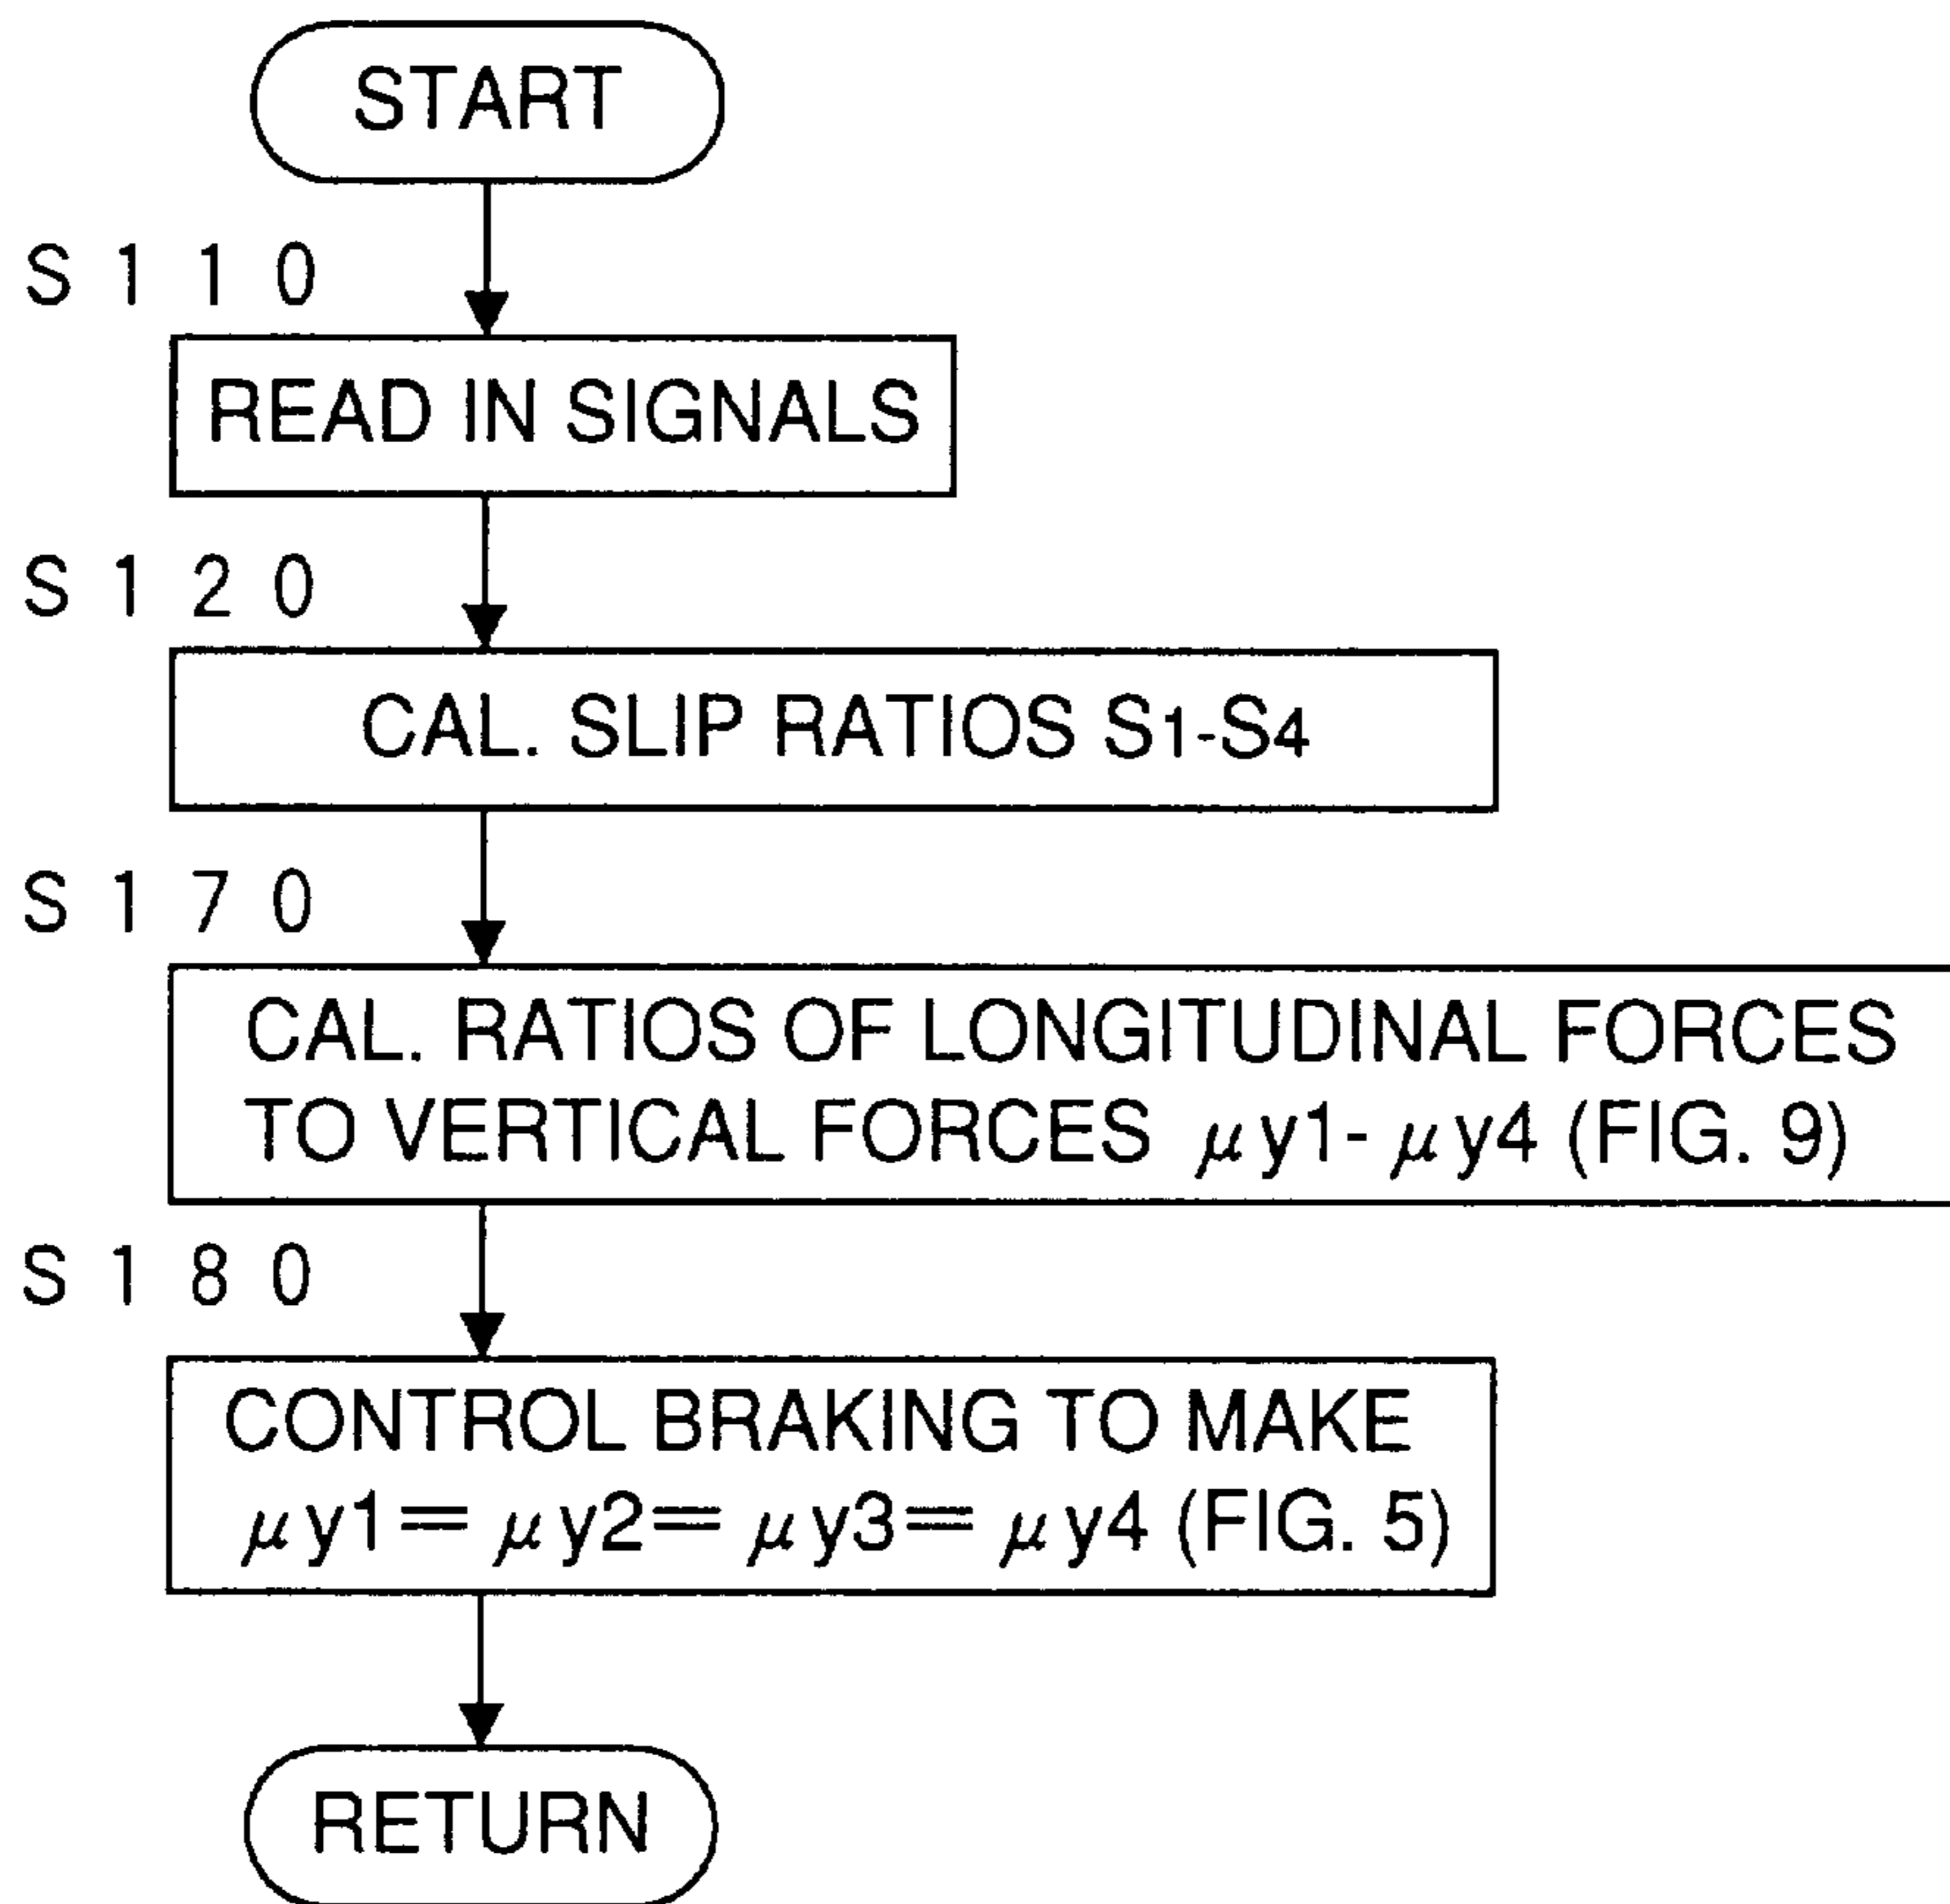 START
S 1 1 0
READ IN SIGNALS
S 1 2 0
CAL. SLIP RATIOS S1-S4
S 1 7 0
CAL. RATIOS OF LONGITUDINAL FORCES
TO VERTICAL FORCES μy1- μy4 (FIG. 9)
S 1 8 0
CONTROL BRAKING TO MAKE
μy1= μy2= μy3= μy4 (FIG. 5)
RETURN